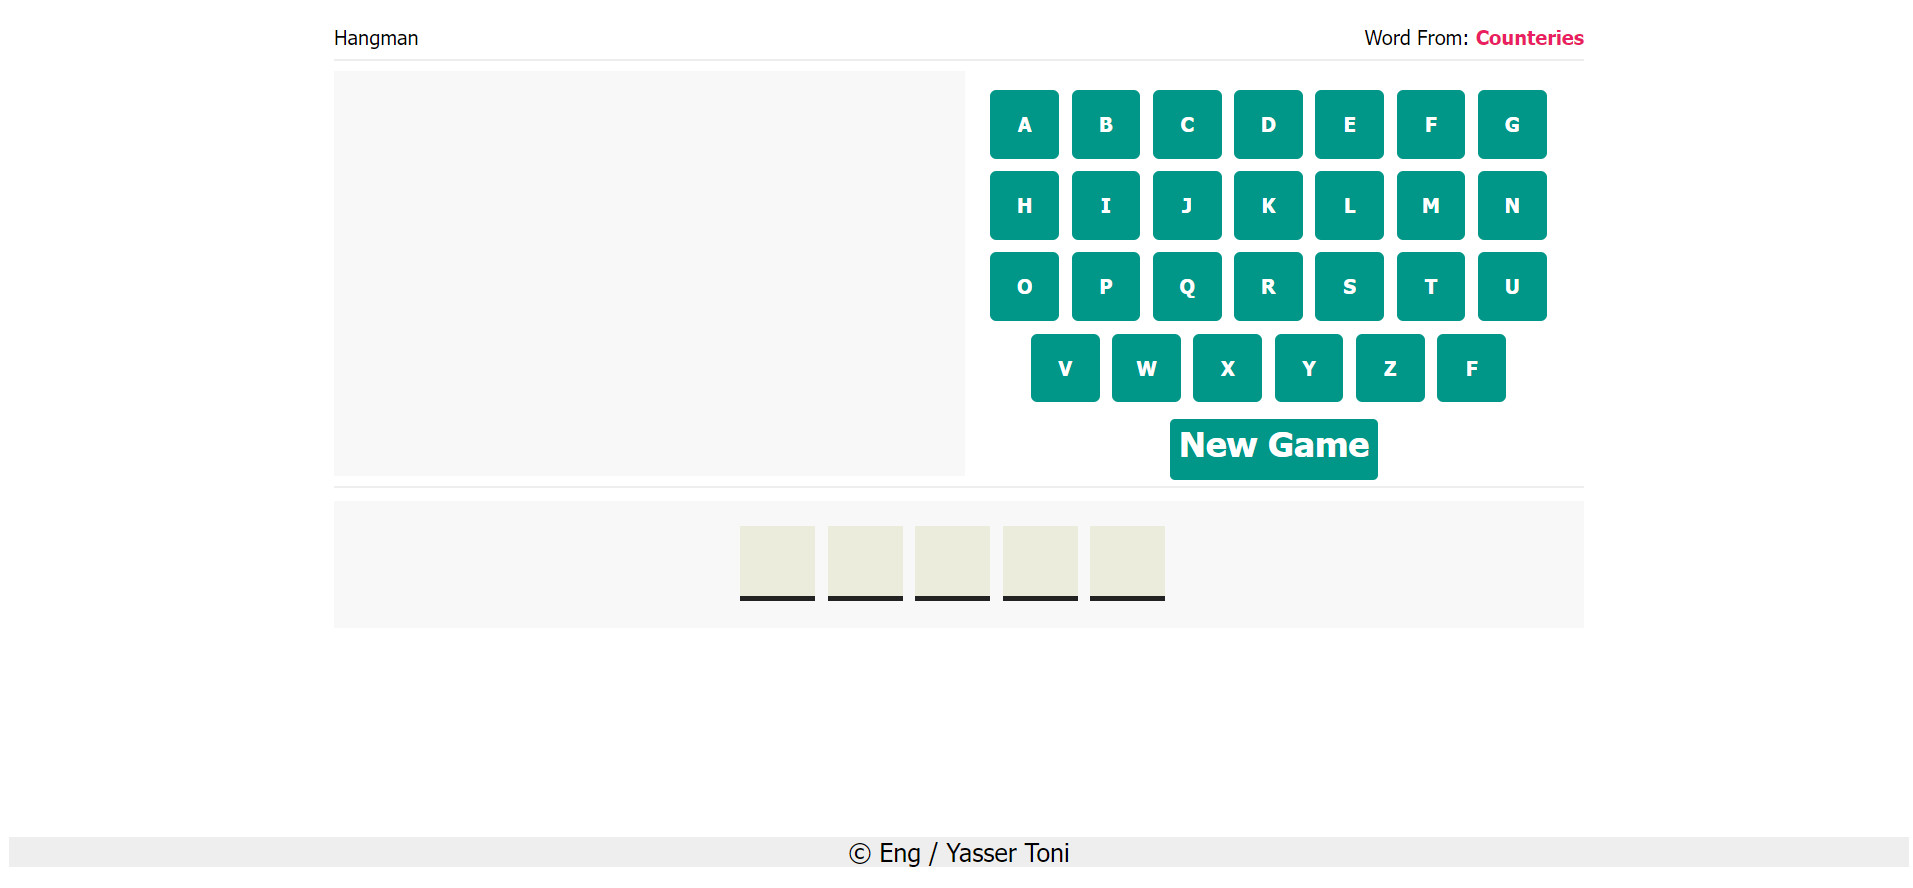 Hangman
Word From: Counteries
A B C D E F G
H I J K L M N
O P Q R S T U
V W X Y Z F
New Game
© Eng / Yasser Toni